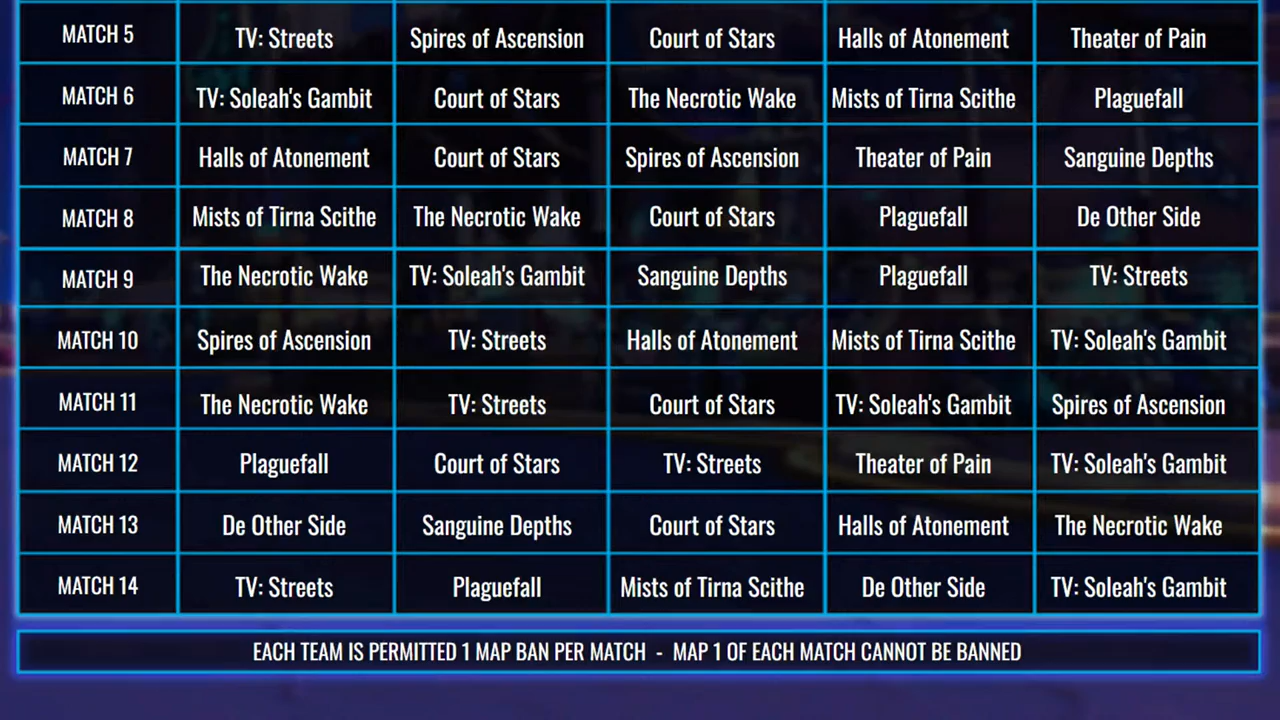 MATCH 5 TV: Streets Spires of Ascension Court of Stars Halls of Atonement Theater of Pain
MATCH 6 TV: Soleah's Gambit Court of Stars The Necrotic Wake Mists of Tirna Scithe Plaguefall
MATCH 7 Halls of Atonement Court of Stars Spires of Ascension Theater of Pain Sanguine Depths
MATCH 8 Mists of Tirna Scithe The Necrotic Wake Court of Stars Plaguefall De Other Side
MATCH 9 The Necrotic Wake TV: Soleah's Gambit Sanguine Depths Plaguefall TV: Streets
MATCH 10 Spires of Ascension TV: Streets Halls of Atonement Mists of Tirna Scithe TV: Soleah's Gambit
MATCH 11 The Necrotic Wake TV: Streets Court of Stars TV: Soleah's Gambit Spires of Ascension
MATCH 12 Plaguefall Court of Stars TV: Streets Theater of Pain TV: Soleah's Gambit
MATCH 13 De Other Side Sanguine Depths Court of Stars Halls of Atonement The Necrotic Wake
MATCH 14 TV: Streets Plaguefall Mists of Tirna Scithe De Other Side TV: Soleah's Gambit
EACH TEAM IS PERMITTED 1 MAP BAN PER MATCH - MAP 1 OF EACH MATCH CANNOT BE BANNED